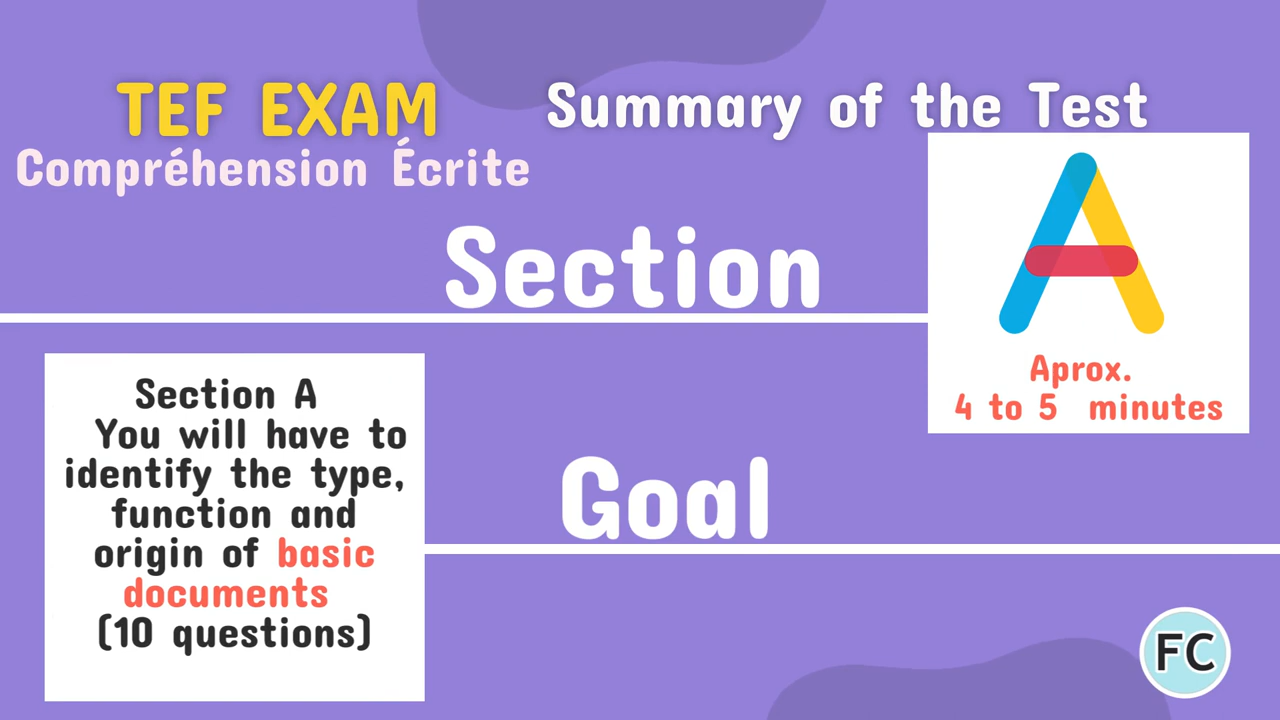 TEF EXAM
Compréhension Écrite
Summary of the Test
Section
A
Aprox.
4 to 5 minutes
Section A
You will have to
identify the type,
function and
origin of basic
documents
(10 questions)
Goal
FC